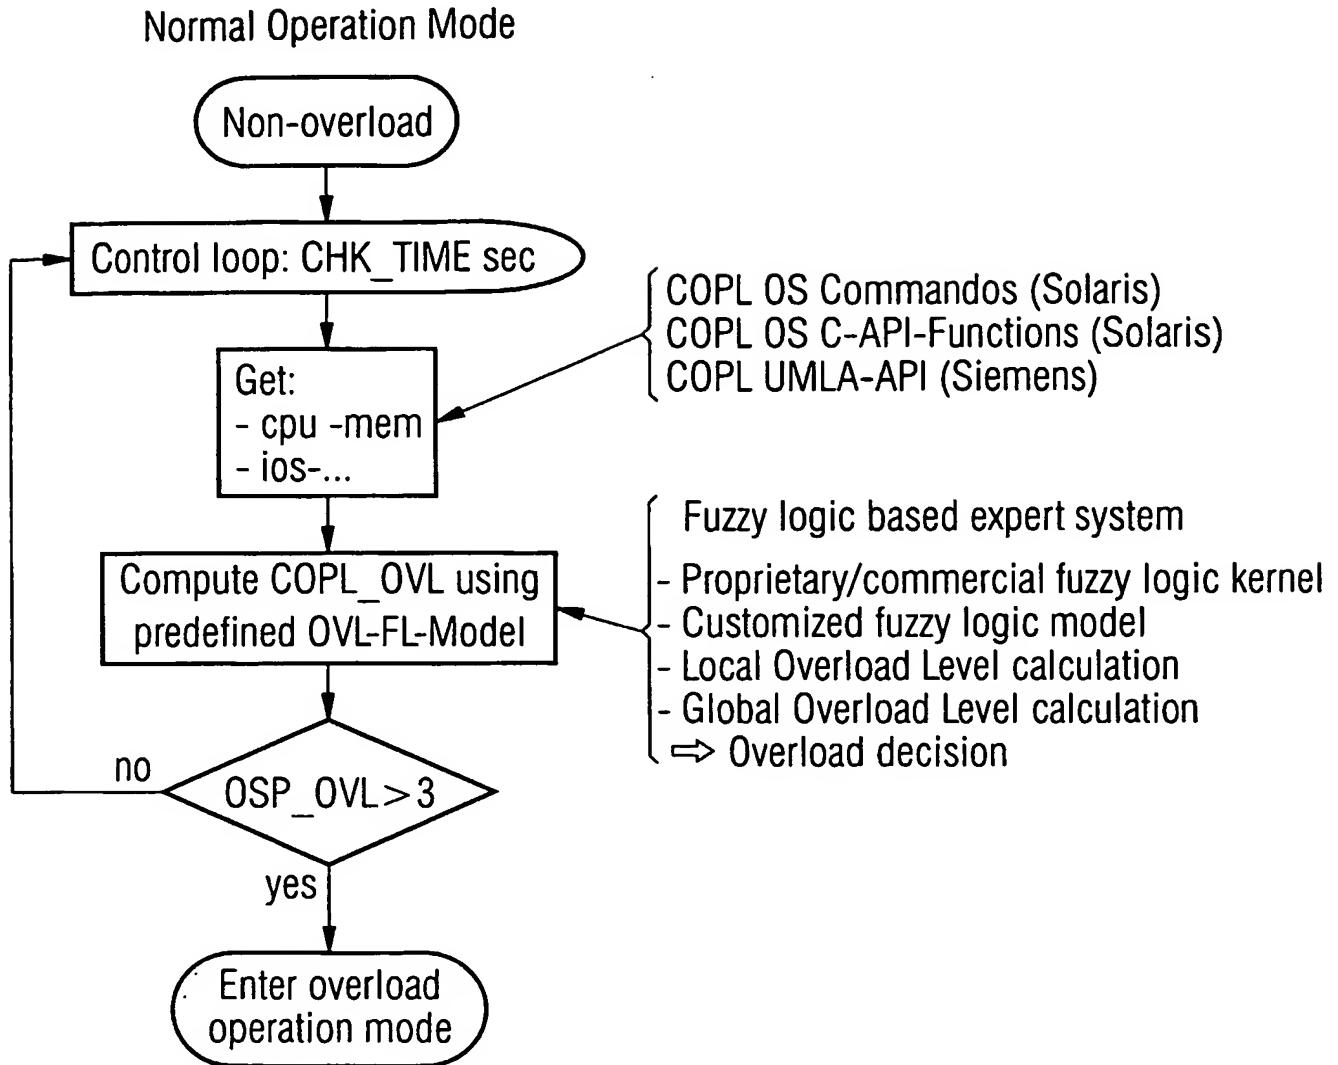 Normal Operation Mode
Non-overload
Control loop: CHK_TIME sec
COPL OS Commandos (Solaris)
COPL OS C-API-Functions (Solaris)
COPL UMLA-API (Siemens)
Get:
- cpu -mem
- ios-...
Fuzzy logic based expert system
- Proprietary/commercial fuzzy logic kernel
- Customized fuzzy logic model
- Local Overload Level calculation
- Global Overload Level calculation
⇨ Overload decision
Compute COPL_OVL using
predefined OVL-FL-Model
no
OSP_OVL>3
yes
Enter overload
operation mode